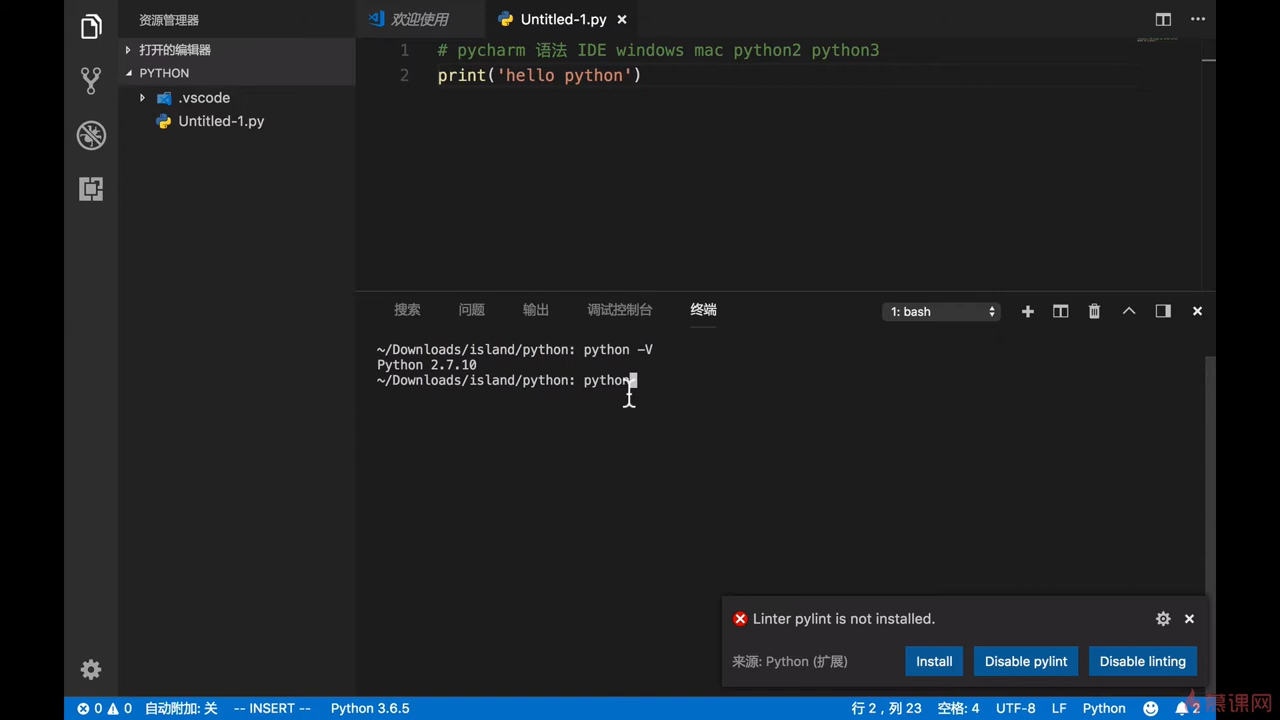 资源管理器
打开的编辑器
PYTHON
.vscode
Untitled-1.py
欢迎使用
Untitled-1.py
1 # pycharm 语法 IDE windows mac python2 python3
2 print('hello python')
搜索 问题 输出 调试控制台 终端
1: bash
~/Downloads/island/python: python -V
Python 2.7.10
~/Downloads/island/python: python
Linter pylint is not installed.
来源: Python (扩展)
Install
Disable pylint
Disable linting
0 0 自动附加: 关 -- INSERT -- Python 3.6.5
行 2，列 23 空格: 4 UTF-8 LF Python 2
慕课网